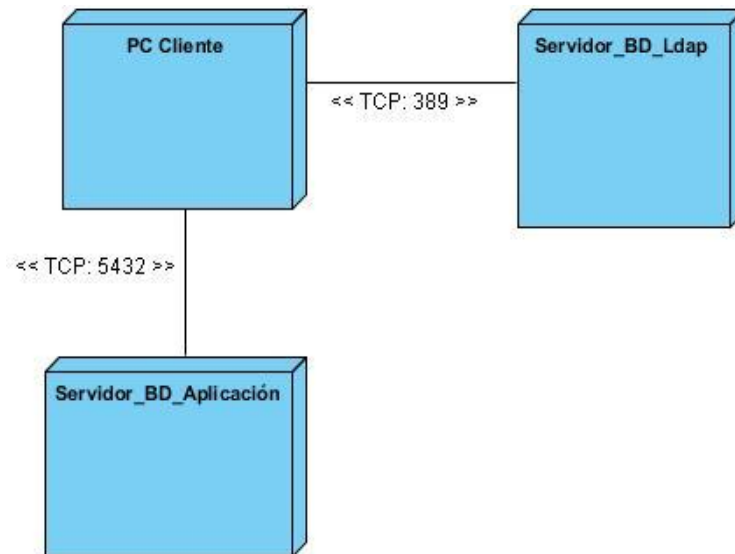 PC Cliente
Servidor_BD_Ldap
<< TCP: 389 >>
<< TCP: 5432 >>
Servidor_BD_Aplicación